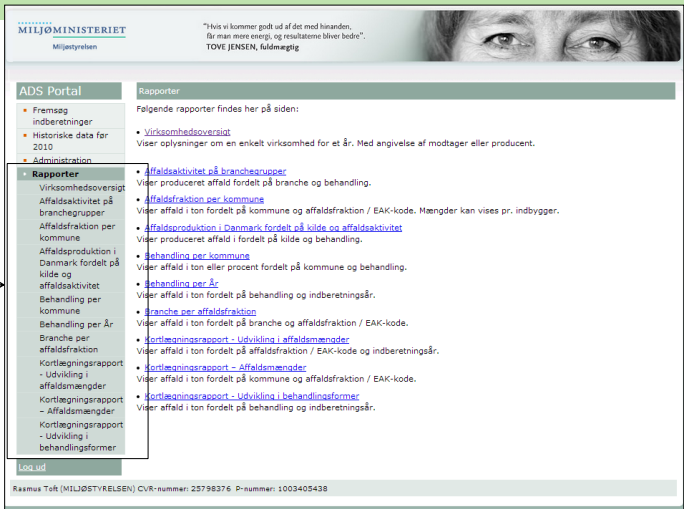 MILJØMINISTERIET
Miljøstyrelsen
"Hvis vi kommer godt ud af det med hinanden,
får man mere energi, og resultaterne bliver bedre".
TOVE JENSEN, fuldmægtig
ADS Portal
Fremsøg
indberetninger
Historiske data før
2010
Administration
Rapporter
Virksomhedsoversigt
Affaldsaktivitet på
branchegrupper
Affaldsfraktion per
kommune
Affaldsproduktion i
Danmark fordelt på
kilde og
affaldsaktivitet
Behandling per
kommune
Behandling per År
Branche per
affaldsfraktion
Kortlægningsrapport
- Udvikling i
affaldsmængder
Kortlægningsrapport
– Affaldsmængder
Kortlægningsrapport
- Udvikling i
behandlingsformer
Log ud
Rapporter
Følgende rapporter findes her på siden:
• Virksomhedsoversigt
Viser oplysninger om en enkelt virksomhed for et år. Med angivelse af modtager eller producent.
• Affaldsaktivitet på branchegrupper
Viser produceret affald fordelt på branche og behandling.
• Affaldsfraktion per kommune
Viser affald i ton fordelt på kommune og affaldsfraktion / EAK-kode. Mængder kan vises pr. indbygger.
• Affaldsproduktion i Danmark fordelt på kilde og affaldsaktivitet
Viser produceret affald i fordelt på kilde og behandling.
• Behandling per kommune
Viser affald i ton eller procent fordelt på kommune og behandling.
• Behandling per År
Viser affald i ton fordelt på behandling og indberetningsår.
• Branche per affaldsfraktion
Viser affald i ton fordelt på branche og affaldsfraktion / EAK-kode.
• Kortlægningsrapport - Udvikling i affaldsmængder
Viser affald i ton fordelt på affaldsfraktion / EAK-kode og indberetningsår.
• Kortlægningsrapport – Affaldsmængder
Viser affald i ton fordelt på kommune og affaldsfraktion / EAK-kode.
• Kortlægningsrapport - Udvikling i behandlingsformer
Viser affald i ton fordelt på behandling og indberetningsår.
Rasmus Toft (MILJØSTYRELSEN) CVR-nummer: 25798376 P-nummer: 1003405438